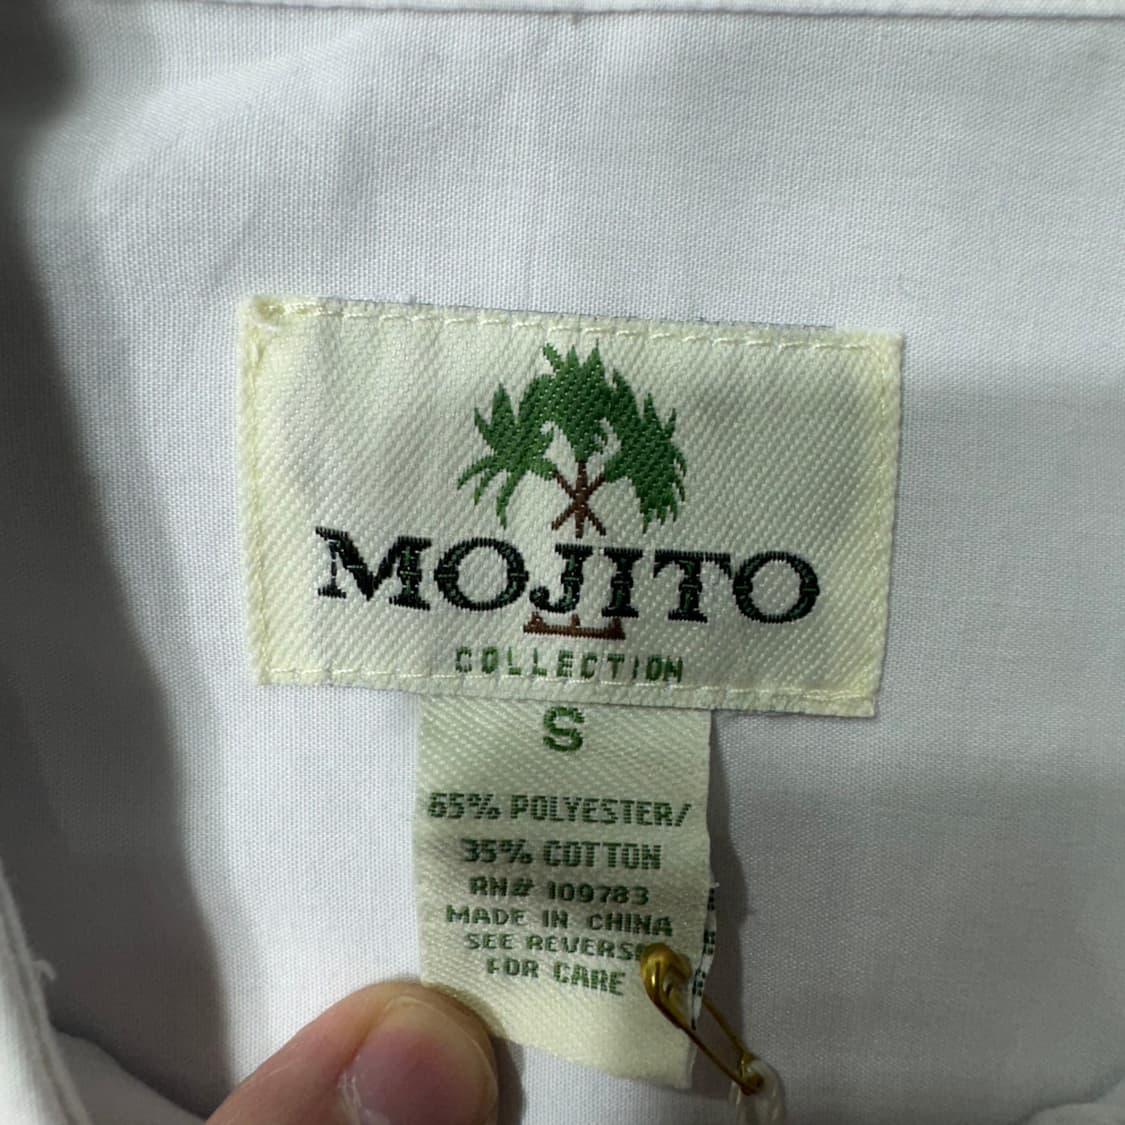 MOJITO
COLLECTION
S
65% POLYESTER/
35% COTTON
RN# 109783
MADE IN CHINA
SEE REVERSE
FOR CARE